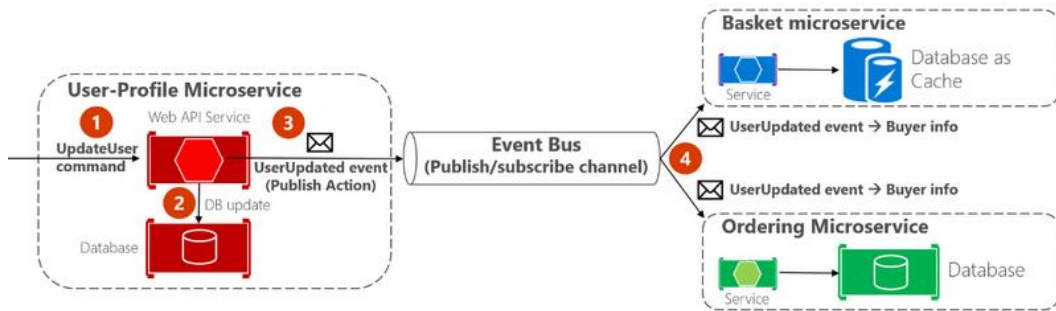 User-Profile Microservice
1
Web API Service
3
UpdateUser
command
UserUpdated event
(Publish Action)
2
DB update
Database
Event Bus
(Publish/subscribe channel)
4
Basket microservice
Service
Database as
Cache
UserUpdated event → Buyer info
UserUpdated event → Buyer info
Ordering Microservice
Service
Database